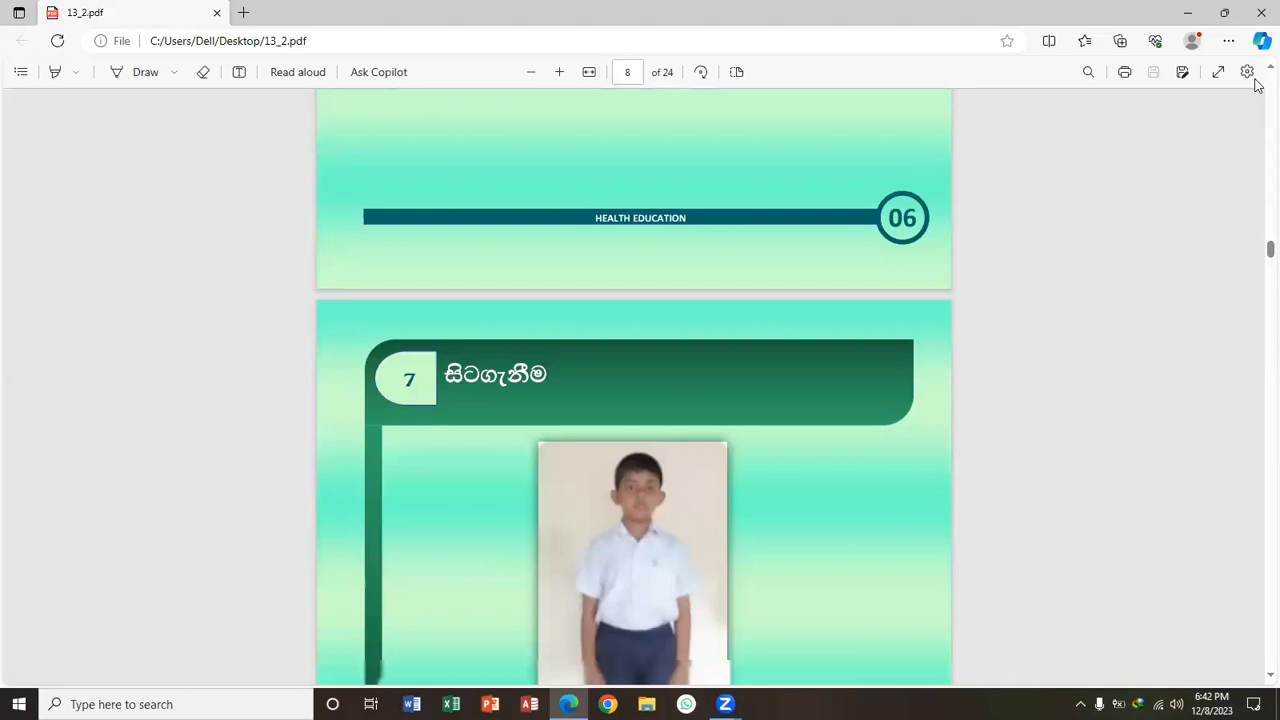 13_2.pdf
File C:/Users/Dell/Desktop/13_2.pdf
Draw Read aloud Ask Copilot 8 of 24
HEALTH EDUCATION 06
7 සිටගැනීම
Type here to search
6:42 PM
12/8/2023